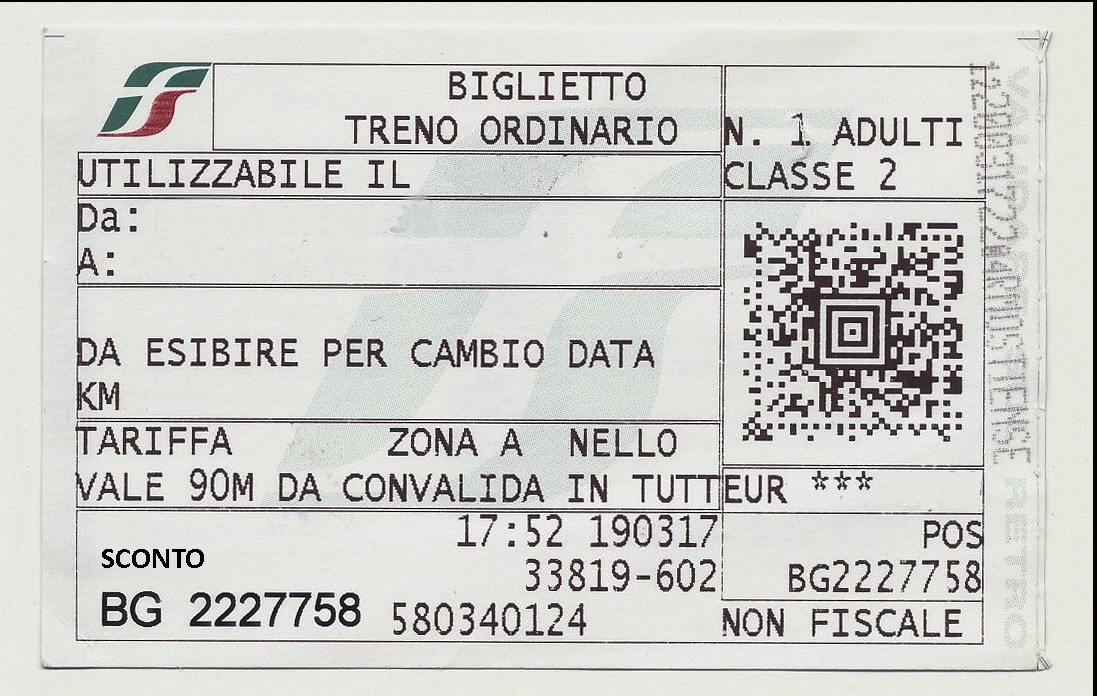 BIGLIETTO
TRENO ORDINARIO
N. 1 ADULTI
CLASSE 2
UTILIZZABILE IL
Da:
A:
DA ESIBIRE PER CAMBIO DATA
KM
TARIFFA ZONA A NELLO
VALE 90M DA CONVALIDA IN TUTT
EUR ***
17:52 190317
POS
SCONTO
33819-602
BG2227758
BG 2227758
580340124
NON FISCALE
RETRO